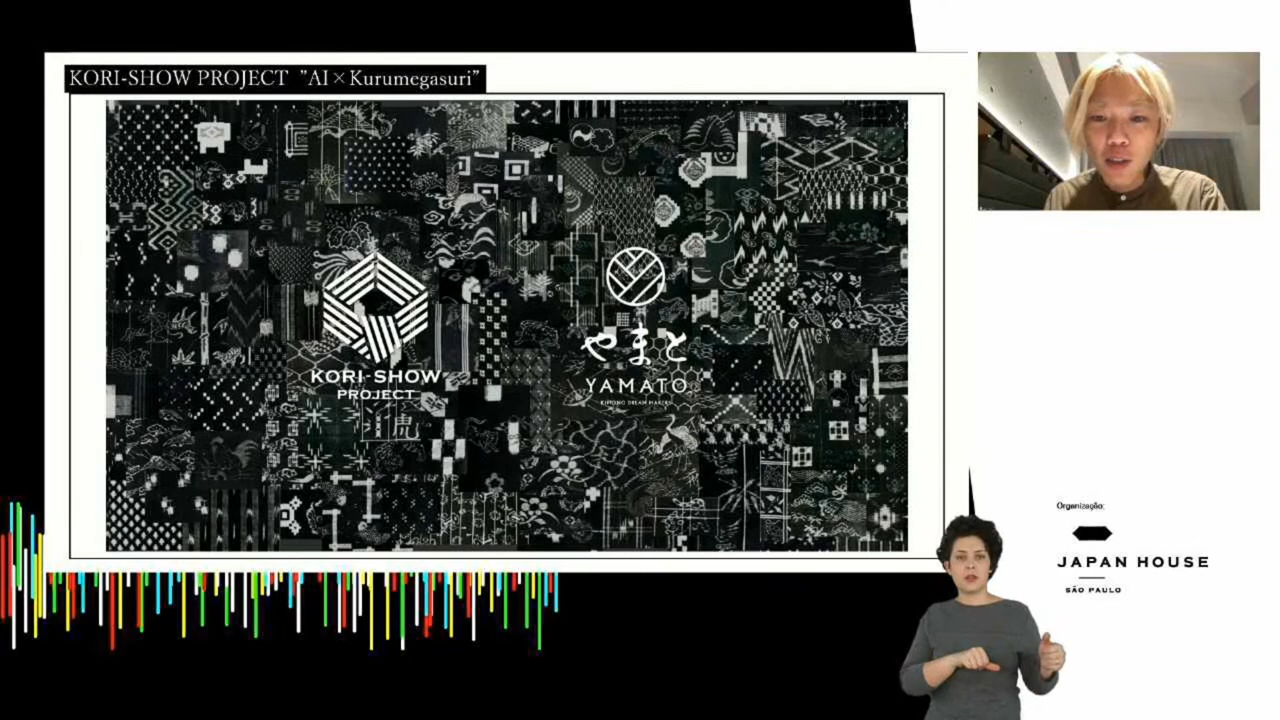 KORI-SHOW PROJECT "AI×Kurumegasuri"
KORI-SHOW
PROJECT
やまと
YAMATO
KIMONO DREAM MAKERS
Organização:
JAPAN HOUSE
SÃO PAULO